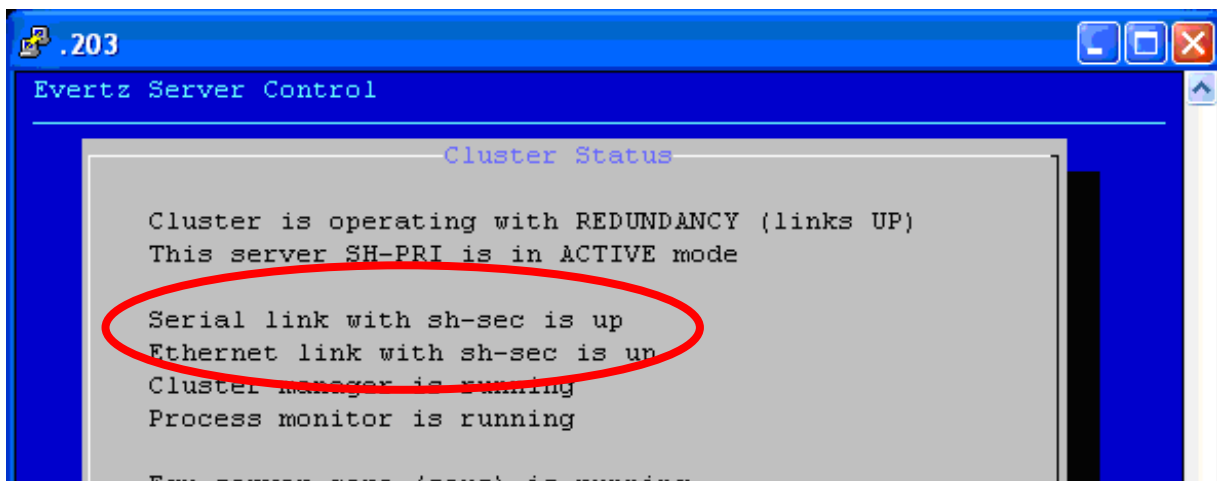 .203
Evertz Server Control
Cluster Status
Cluster is operating with REDUNDANCY (links UP)
This server SH-PRI is in ACTIVE mode
Serial link with sh-sec is up
Ethernet link with sh-sec is up
Cluster manager is running
Process monitor is running
is running